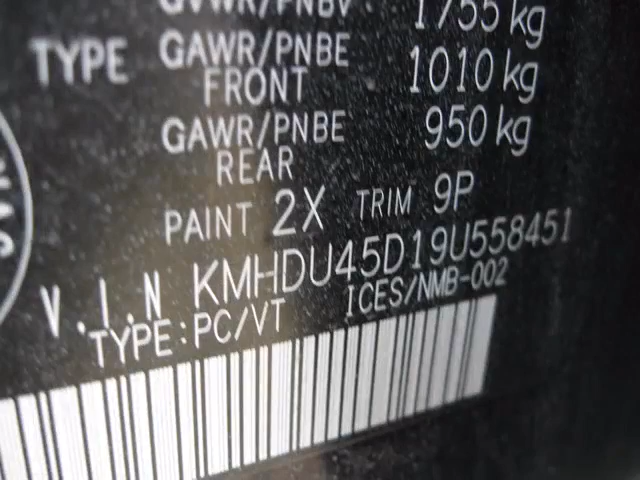 GVWR/PNBV 1755 kg
TYPE GAWR/PNBE FRONT 1010 kg
GAWR/PNBE REAR 950 kg
PAINT 2X TRIM 9P
V.I.N KMHDU45D19U558451
TYPE:PC/VT ICES/NMB-002